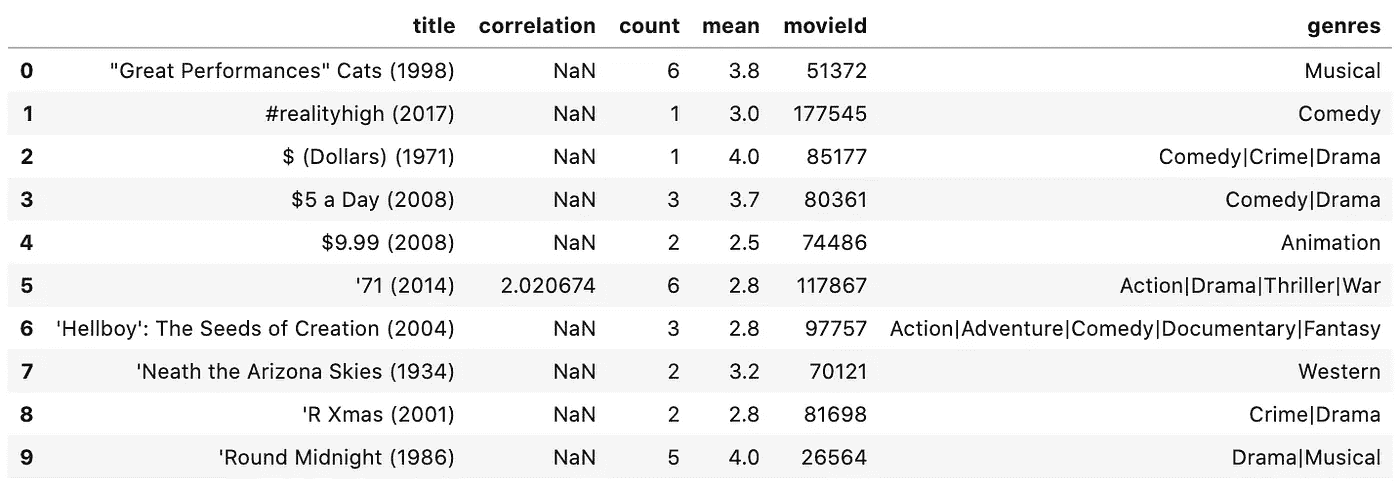 title correlation count mean movieId genres
0 "Great Performances" Cats (1998) NaN 6 3.8 51372 Musical
1 #realityhigh (2017) NaN 1 3.0 177545 Comedy
2 $ (Dollars) (1971) NaN 1 4.0 85177 Comedy|Crime|Drama
3 $5 a Day (2008) NaN 3 3.7 80361 Comedy|Drama
4 $9.99 (2008) NaN 2 2.5 74486 Animation
5 '71 (2014) 2.020674 6 2.8 117867 Action|Drama|Thriller|War
6 'Hellboy': The Seeds of Creation (2004) NaN 3 2.8 97757 Action|Adventure|Comedy|Documentary|Fantasy
7 'Neath the Arizona Skies (1934) NaN 2 3.2 70121 Western
8 'R Xmas (2001) NaN 2 2.8 81698 Crime|Drama
9 'Round Midnight (1986) NaN 5 4.0 26564 Drama|Musical